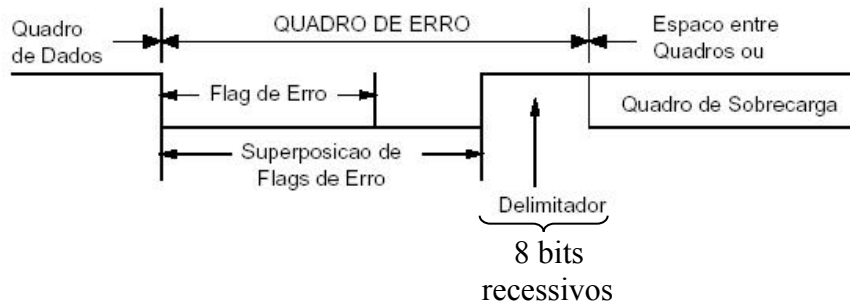 Quadro
de Dados
QUADRO DE ERRO
Espaco entre
Quadros ou
Flag de Erro
Quadro de Sobrecarga
Superposicao de
Flags de Erro
Delimitador
8 bits
recessivos